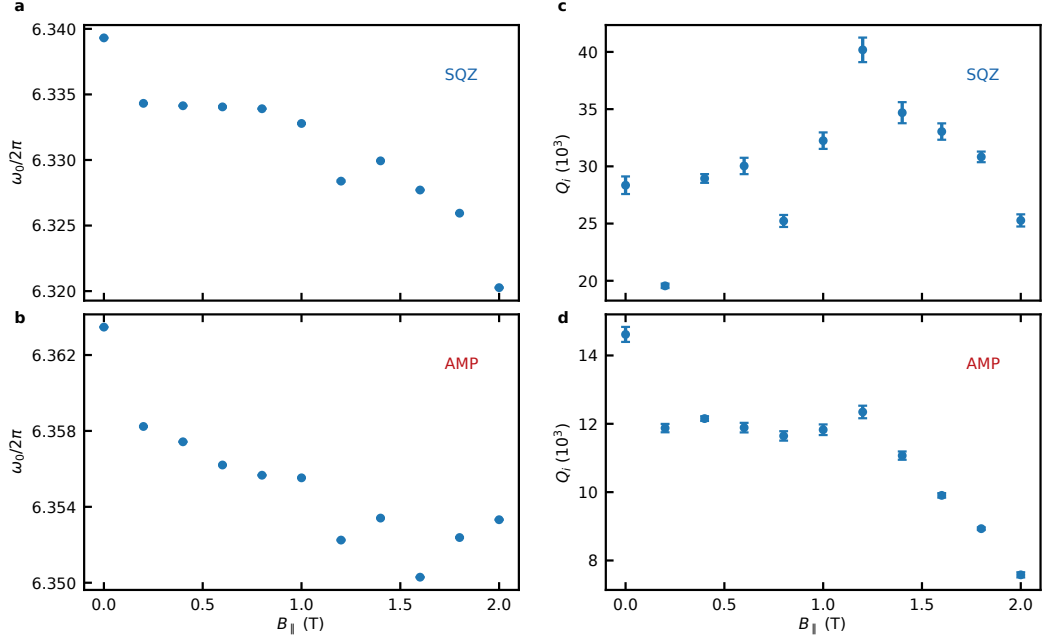 a
6.340
6.335
6.330
6.325
6.320
ω₀/2π
SQZ
b
6.362
6.358
6.354
6.350
ω₀/2π
AMP
0.0 0.5 1.0 1.5 2.0
B∥ (T)
c
40
35
30
25
20
Qᵢ (10³)
SQZ
d
14
12
10
8
Qᵢ (10³)
AMP
0.0 0.5 1.0 1.5 2.0
B∥ (T)